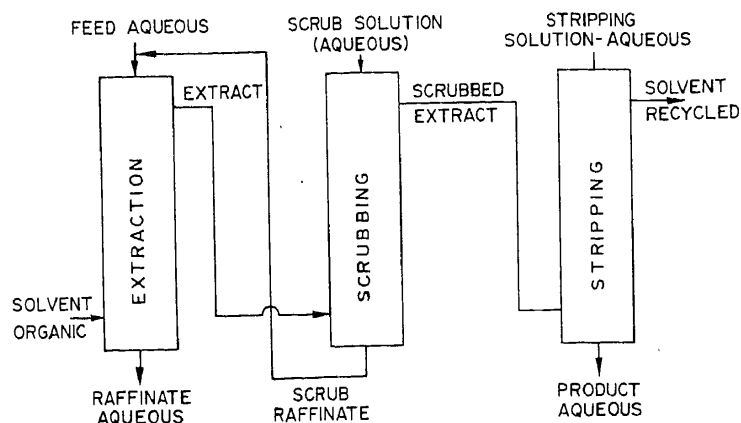 FEED AQUEOUS
SCRUB SOLUTION
(AQUEOUS)
STRIPPING
SOLUTION-AQUEOUS
EXTRACT
SCRUBBED
EXTRACT
SOLVENT
RECYCLED
EXTRACTION
SCRUBBING
STRIPPING
SOLVENT
ORGANIC
RAFFINATE
AQUEOUS
SCRUB
RAFFINATE
PRODUCT
AQUEOUS